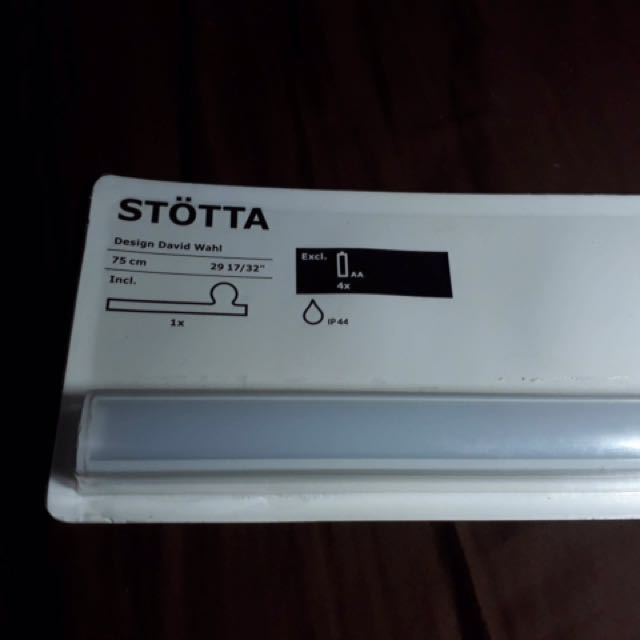 STÖTTA
Design David Wahl
75 cm 29 17/32"
Incl.
1x
Excl. AA
4x
IP44